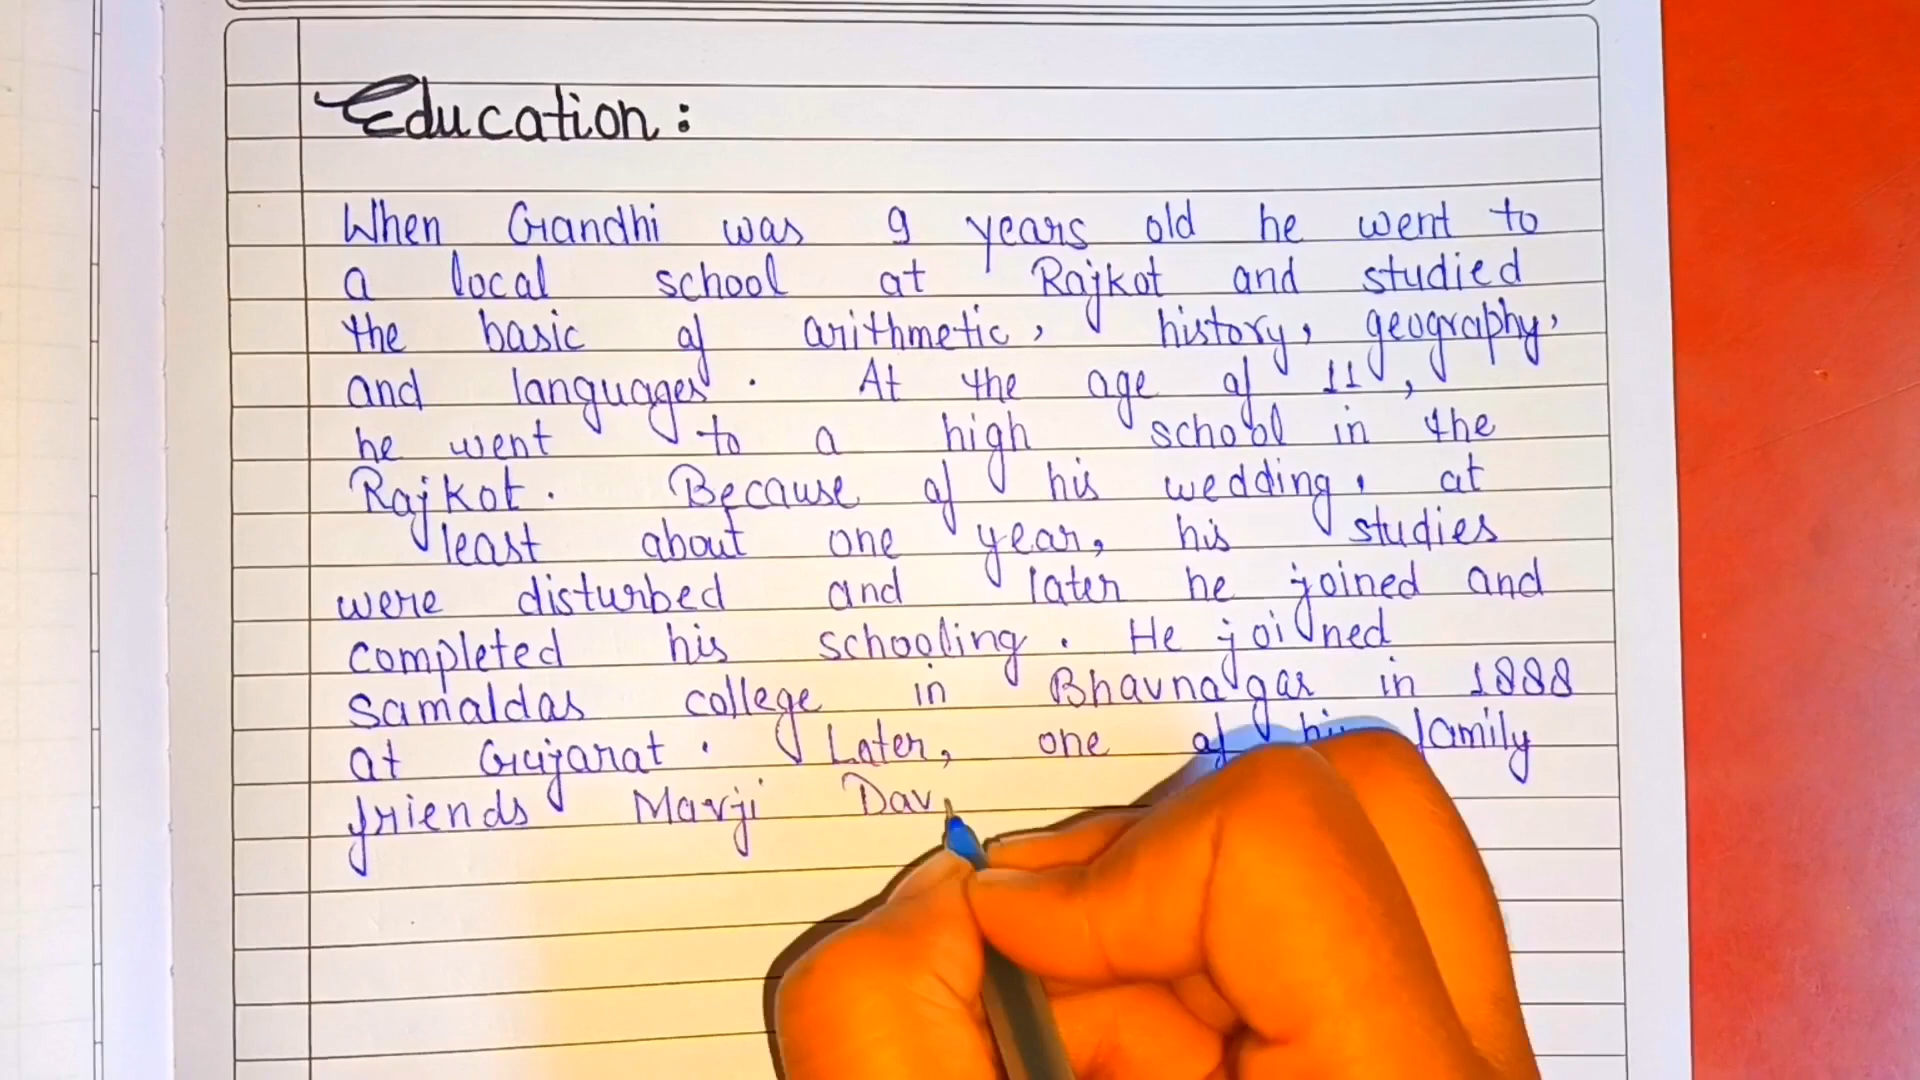 Education:
When Gandhi was 9 years old he went to
a local school at Rajkot and studied
the basic of arithmetic, history, geography,
and languages. At the age of 11,
he went to a high school in the
Rajkot. Because of his wedding, at
least about one year, his studies
were disturbed and later he joined and
completed his schooling. He joined
samaldas college in Bhavnagar in 1888
at Gujarat. Later, one of his family
friends Mavji Dav